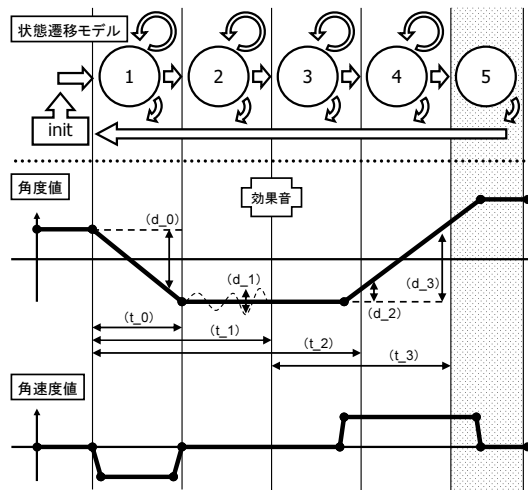 状態遷移モデル
1
2
3
4
5
init
角度値
効果音
(d_0)
(d_1)
(d_3)
(d_2)
(t_0)
(t_1)
(t_2)
(t_3)
角速度値